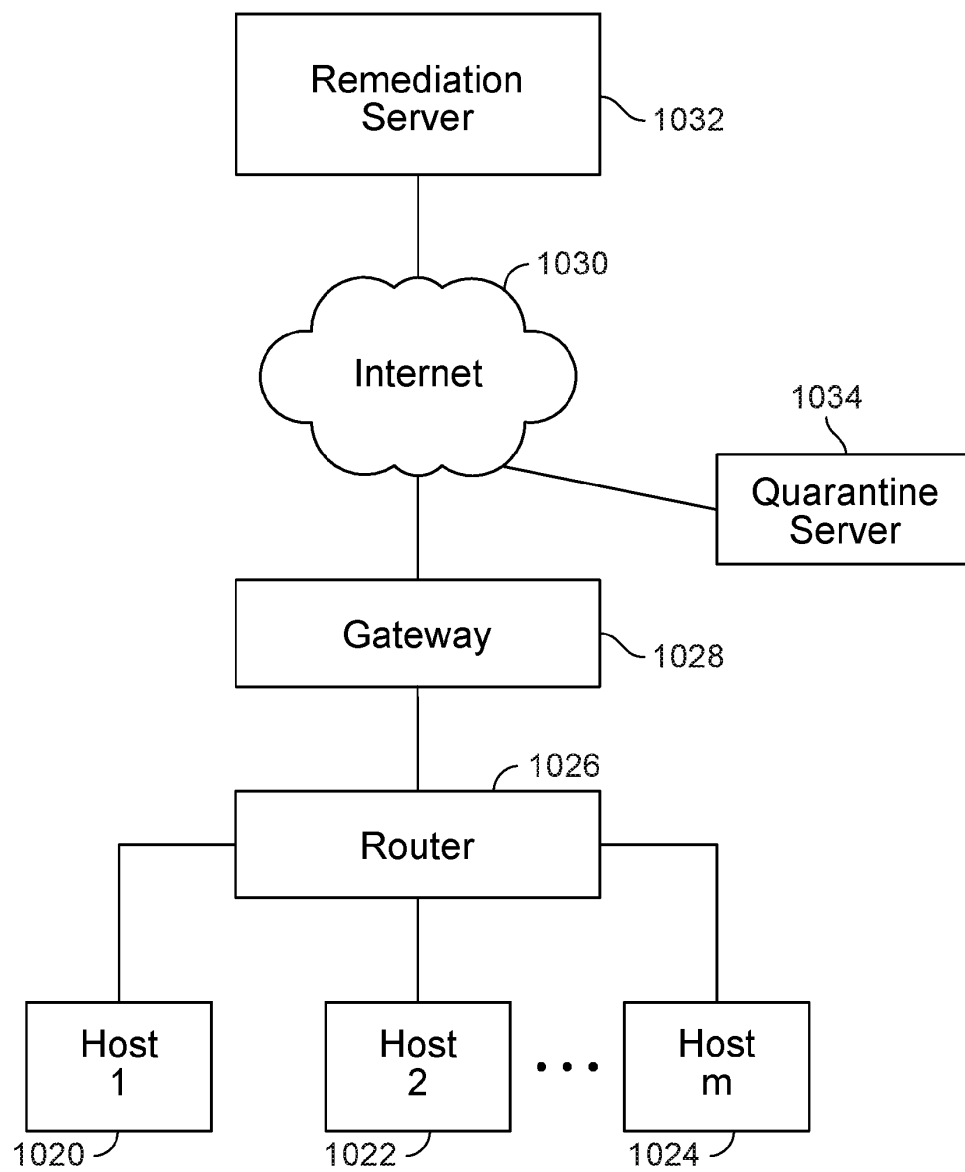 Remediation
Server
1032
1030
Internet
1034
Quarantine
Server
Gateway
1028
1026
Router
Host
1
Host
2
• • •
Host
m
1020
1022
1024